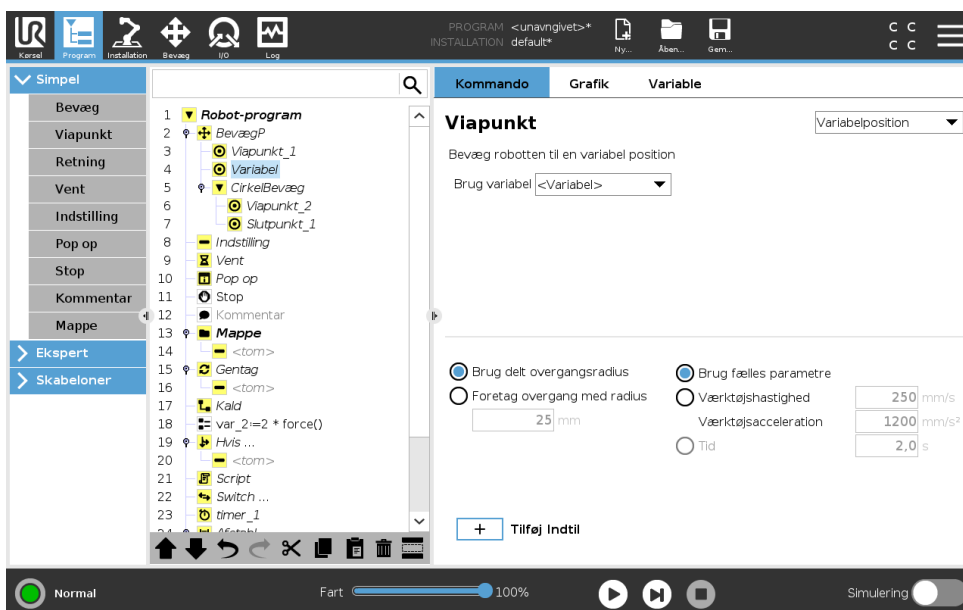 UR
Kørsel
Program
Installation
Bevæg
I/O
Log
PROGRAM <unavngivet>*
INSTALLATION default*
Ny...
Åben...
Gem...
C C
C C
Simpel
Bevæg
Viapunkt
Retning
Vent
Indstilling
Pop op
Stop
Kommentar
Mappe
Ekspert
Skabeloner
1 Robot-program
2 BevægP
3 Viapunkt_1
4 Variabel
5 CirkelBevæg
6 Viapunkt_2
7 Slutpunkt_1
8 Indstilling
9 Vent
10 Pop op
11 Stop
12 Kommentar
13 Mappe
14 <tom>
15 Gentag
16 <tom>
17 Kald
18 var_2≔2 * force()
19 Hvis ...
20 <tom>
21 Script
22 Switch ...
23 timer_1
Kommando Grafik Variable
Viapunkt
Variabelposition
Bevæg robotten til en variabel position
Brug variabel <Variabel>
Brug delt overgangsradius
Foretag overgang med radius
25 mm
Brug fælles parametre
Værktøjshastighed 250 mm/s
Værktøjsacceleration 1200 mm/s²
Tid 2,0 s
+ Tilføj Indtil
Normal
Fart 100%
Simulering